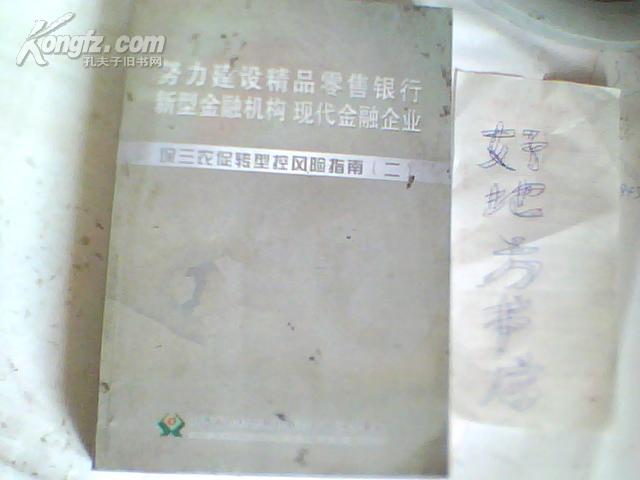 Kongfz.com
孔夫子旧书网
努力建设精品零售银行
新型金融机构 现代金融企业
保三农促转型控风险指南（二）
好
地
方
书
店